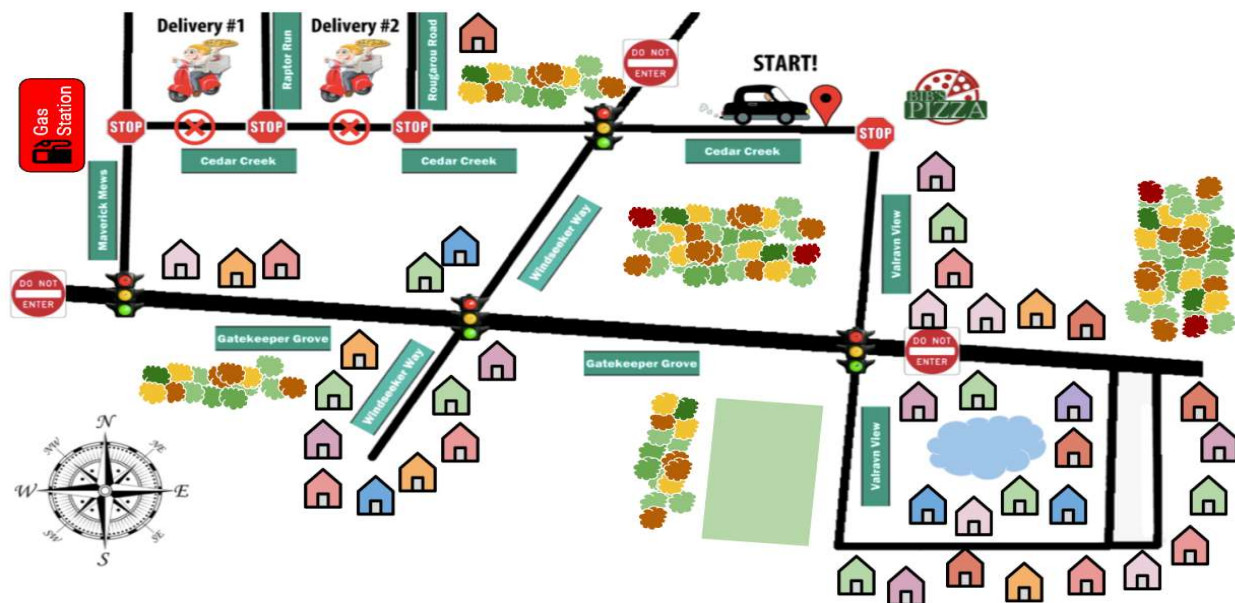 Delivery #1
Raptor Run
Delivery #2
Rougarou Road
DO NOT
ENTER
START!
BIB'S
PIZZA
Gas
Station
STOP
STOP
STOP
STOP
Cedar Creek
Cedar Creek
Cedar Creek
Maverick Mews
Windseeker Way
Valravn View
DO NOT
ENTER
Gatekeeper Grove
Windseeker Way
Gatekeeper Grove
DO NOT
ENTER
Valravn View
N
NW
NE
W
E
SW
SE
S